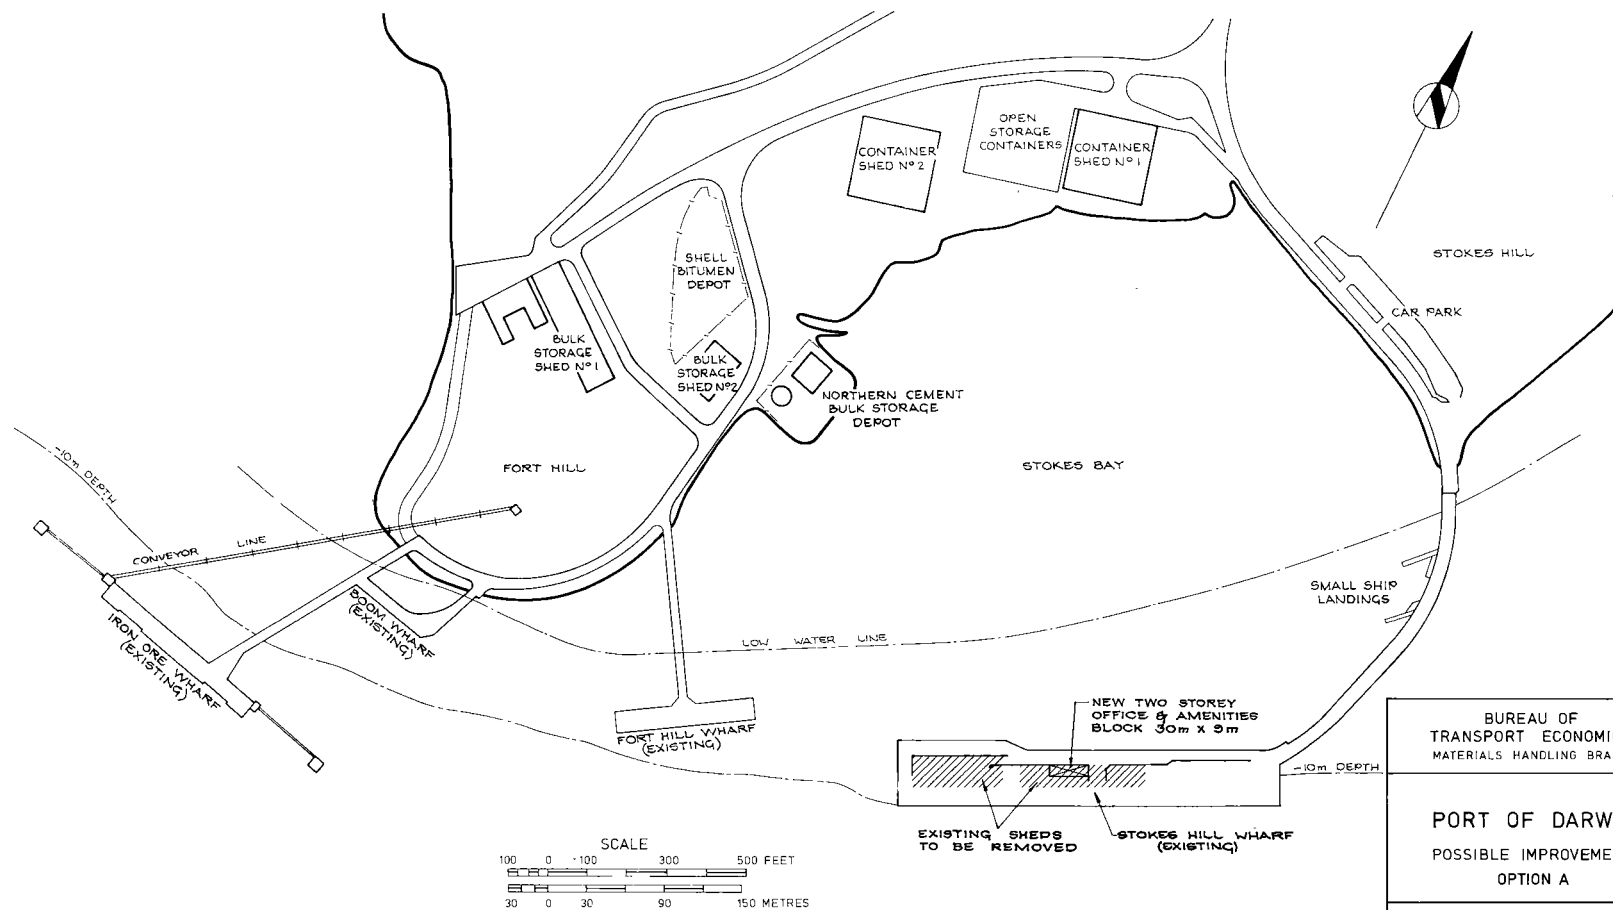 OPEN
STORAGE
CONTAINERS
CONTAINER
SHED Nº 2
CONTAINER
SHED Nº 1
STOKES HILL
SHELL
BITUMEN
DEPOT
CAR PARK
BULK
STORAGE
SHED Nº 1
BULK
STORAGE
SHED Nº2
NORTHERN CEMENT
BULK STORAGE
DEPOT
FORT HILL
STOKES BAY
-10m DEPTH
CONVEYOR LINE
SMALL SHIP
LANDINGS
BOOM WHARF
(EXISTING)
IRON ORE WHARF
(EXISTING)
LOW WATER LINE
NEW TWO STOREY
OFFICE & AMENITIES
BLOCK 30m X 9m
FORT HILL WHARF
(EXISTING)
-10m DEPTH
EXISTING SHEDS
TO BE REMOVED
STOKES HILL WHARF
(EXISTING)
SCALE
100 0 100 300 500 FEET
30 0 30 90 150 METRES
BUREAU OF
TRANSPORT ECONOMI
MATERIALS HANDLING BRA
PORT OF DARW
POSSIBLE IMPROVEME
OPTION A